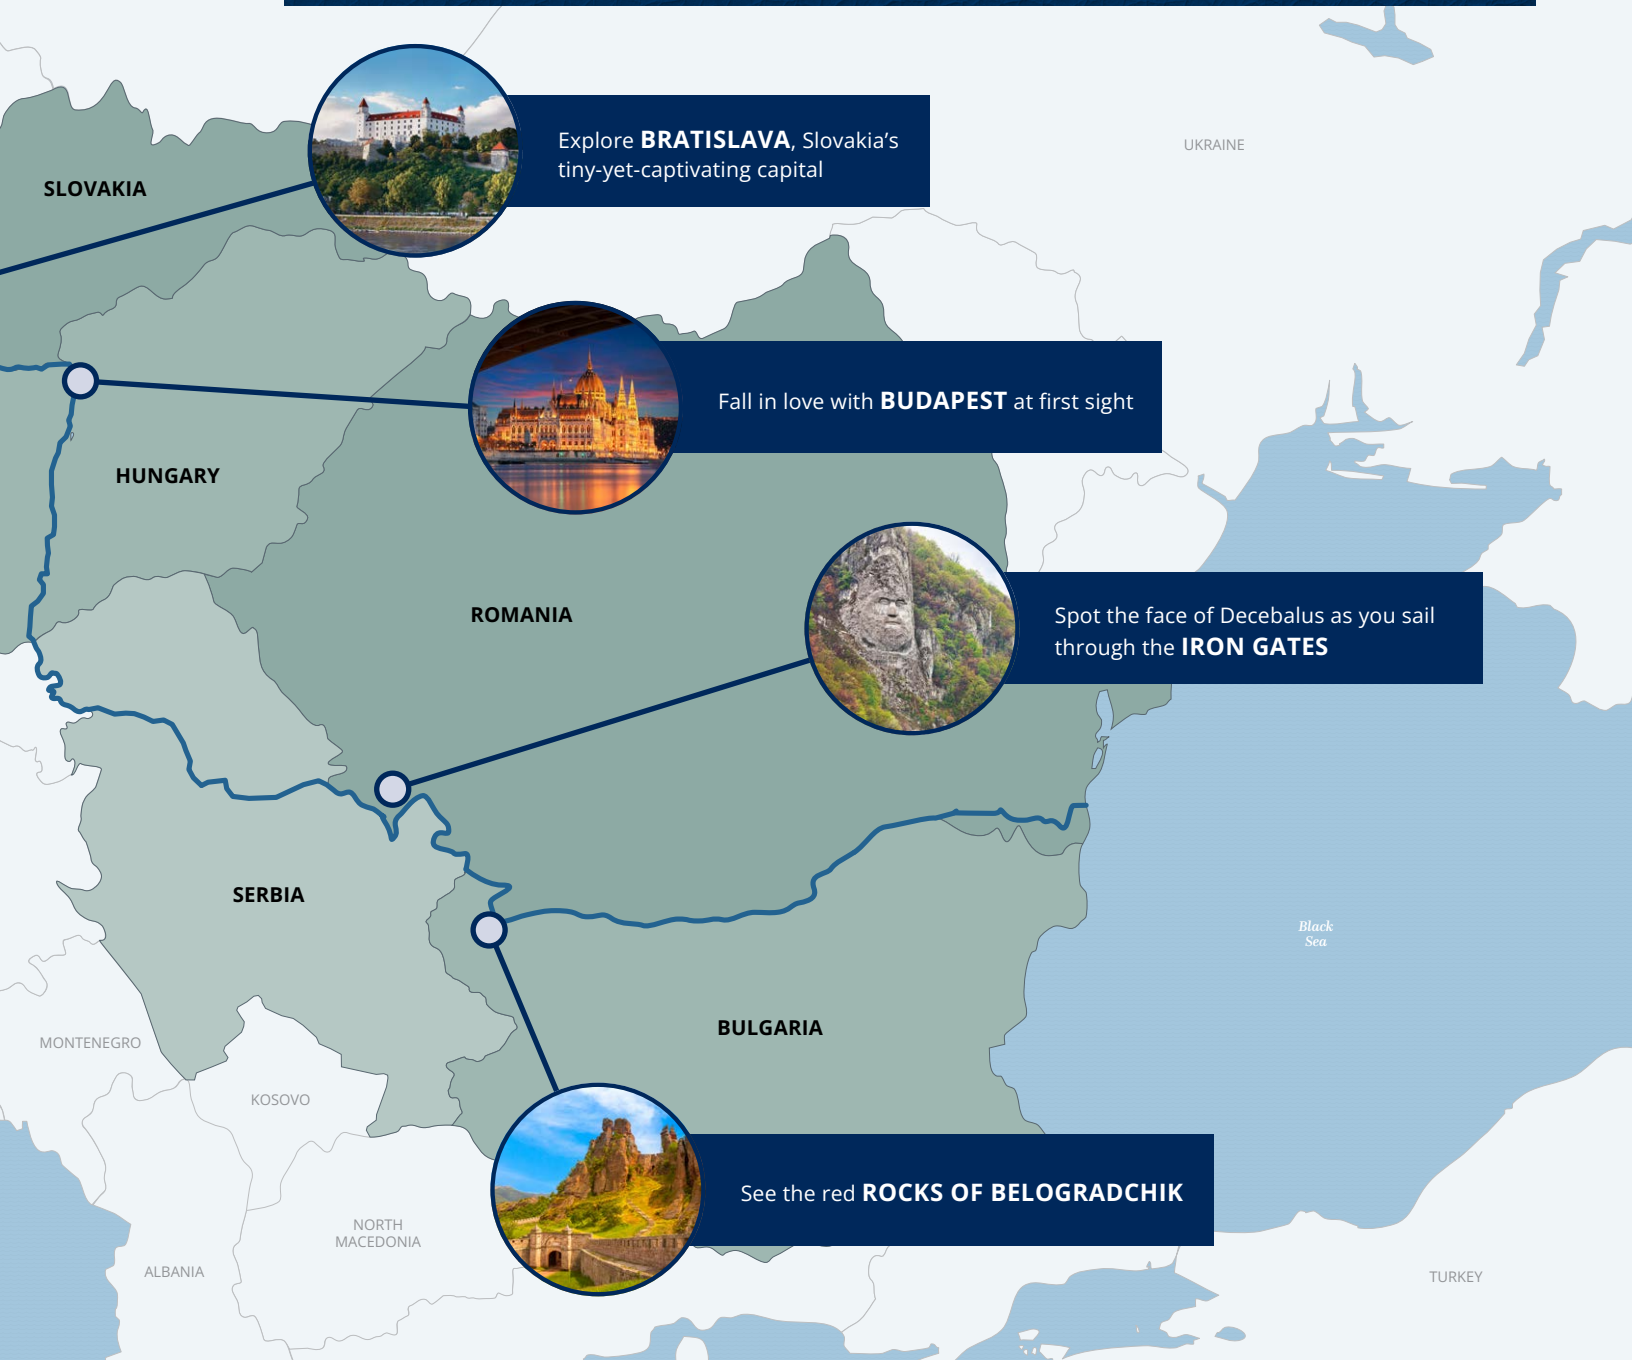 Explore BRATISLAVA, Slovakia’s
tiny-yet-captivating capital
UKRAINE
SLOVAKIA
Fall in love with BUDAPEST at first sight
HUNGARY
ROMANIA
Spot the face of Decebalus as you sail
through the IRON GATES
SERBIA
Black
Sea
BULGARIA
MONTENEGRO
KOSOVO
See the red ROCKS OF BELOGRADCHIK
NORTH
MACEDONIA
ALBANIA
TURKEY